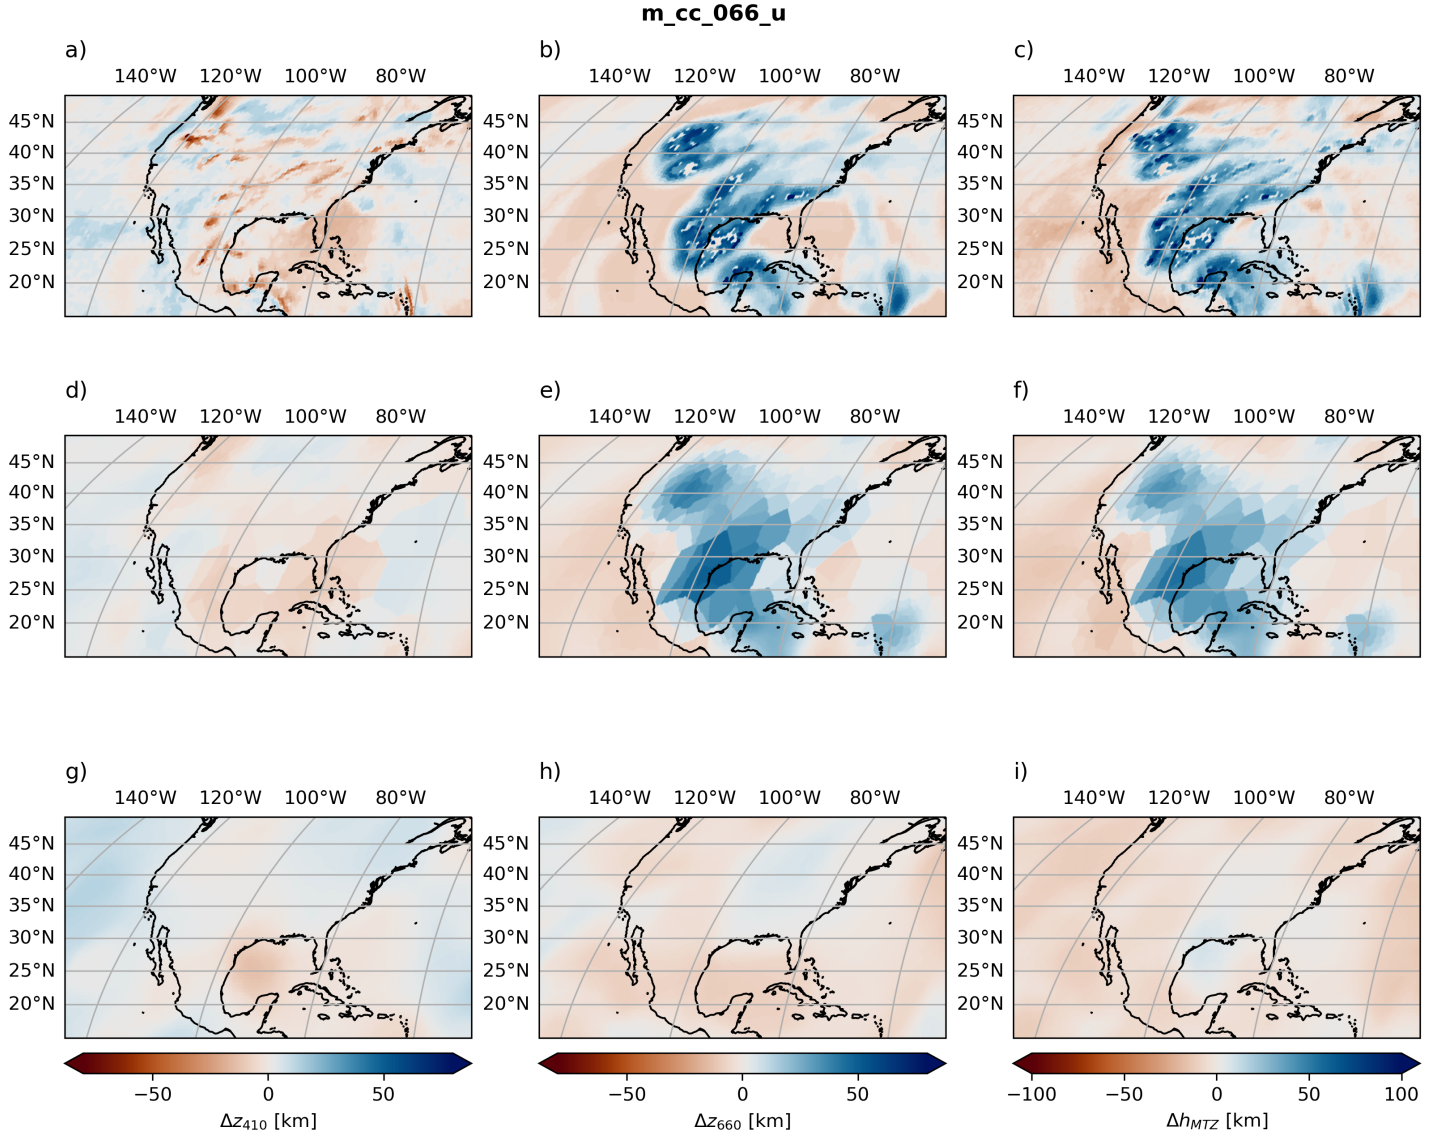 m_cc_066_u
a) b) c)
140°W 120°W 100°W 80°W 140°W 120°W 100°W 80°W 140°W 120°W 100°W 80°W
45°N 45°N 45°N
40°N 40°N 40°N
35°N 35°N 35°N
30°N 30°N 30°N
25°N 25°N 25°N
20°N 20°N 20°N
d) e) f)
140°W 120°W 100°W 80°W 140°W 120°W 100°W 80°W 140°W 120°W 100°W 80°W
45°N 45°N 45°N
40°N 40°N 40°N
35°N 35°N 35°N
30°N 30°N 30°N
25°N 25°N 25°N
20°N 20°N 20°N
g) h) i)
140°W 120°W 100°W 80°W 140°W 120°W 100°W 80°W 140°W 120°W 100°W 80°W
45°N 45°N 45°N
40°N 40°N 40°N
35°N 35°N 35°N
30°N 30°N 30°N
25°N 25°N 25°N
20°N 20°N 20°N
−50 0 50 −50 0 50 −100 −50 0 50 100
Δz₄₁₀ [km] Δz₆₆₀ [km] Δh_MTZ [km]